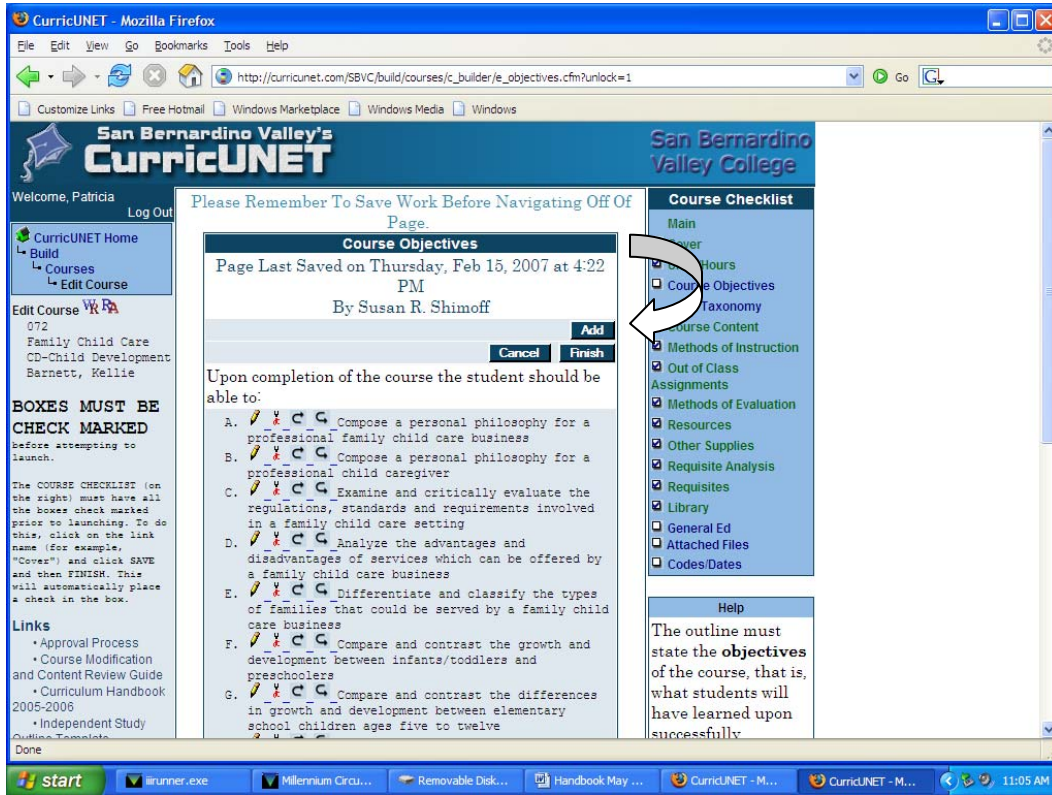 CurricUNET - Mozilla Firefox
File Edit View Go Bookmarks Tools Help
http://curricunet.com/SBVC/build/courses/c_builder/e_objectives.cfm?unlock=1
Go
Customize Links Free Hotmail Windows Marketplace Windows Media Windows
San Bernardino Valley's
CurricUNET
San Bernardino
Valley College
Welcome, Patricia
Log Out
CurricUNET Home
Build
Courses
Edit Course
Edit Course WR RA
072
Family Child Care
CD-Child Development
Barnett, Kellie
BOXES MUST BE
CHECK MARKED
before attempting to
launch.
The COURSE CHECKLIST (on
the right) must have all
the boxes check marked
prior to launching. To do
this, click on the link
name (for example,
"Cover") and click SAVE
and then FINISH. This
will automatically place
a check in the box.
Links
• Approval Process
• Course Modification
and Content Review Guide
• Curriculum Handbook
2005-2006
• Independent Study
Outline Template
Please Remember To Save Work Before Navigating Off Of
Page.
Course Objectives
Page Last Saved on Thursday, Feb 15, 2007 at 4:22
PM
By Susan R. Shimoff
Add
Cancel Finish
Upon completion of the course the student should be
able to:
A. Compose a personal philosophy for a
professional family child care business
B. Compose a personal philosophy for a
professional child caregiver
C. Examine and critically evaluate the
regulations, standards and requirements involved
in a family child care setting
D. Analyze the advantages and
disadvantages of services which can be offered by
a family child care business
E. Differentiate and classify the types
of families that could be served by a family child
care business
F. Compare and contrast the growth and
development between infants/toddlers and
preschoolers
G. Compare and contrast the differences
in growth and development between elementary
school children ages five to twelve
Course Checklist
Main
Hours
Course Objectives
Taxonomy
Course Content
Methods of Instruction
Out of Class
Assignments
Methods of Evaluation
Resources
Other Supplies
Requisite Analysis
Requisites
Library
General Ed
Attached Files
Codes/Dates
Help
The outline must
state the objectives
of the course, that is,
what students will
have learned upon
successfully
Done
start iirunner.exe Millennium Circu... Removable Disk... Handbook May ... CurricUNET - M... CurricUNET - M... 11:05 AM